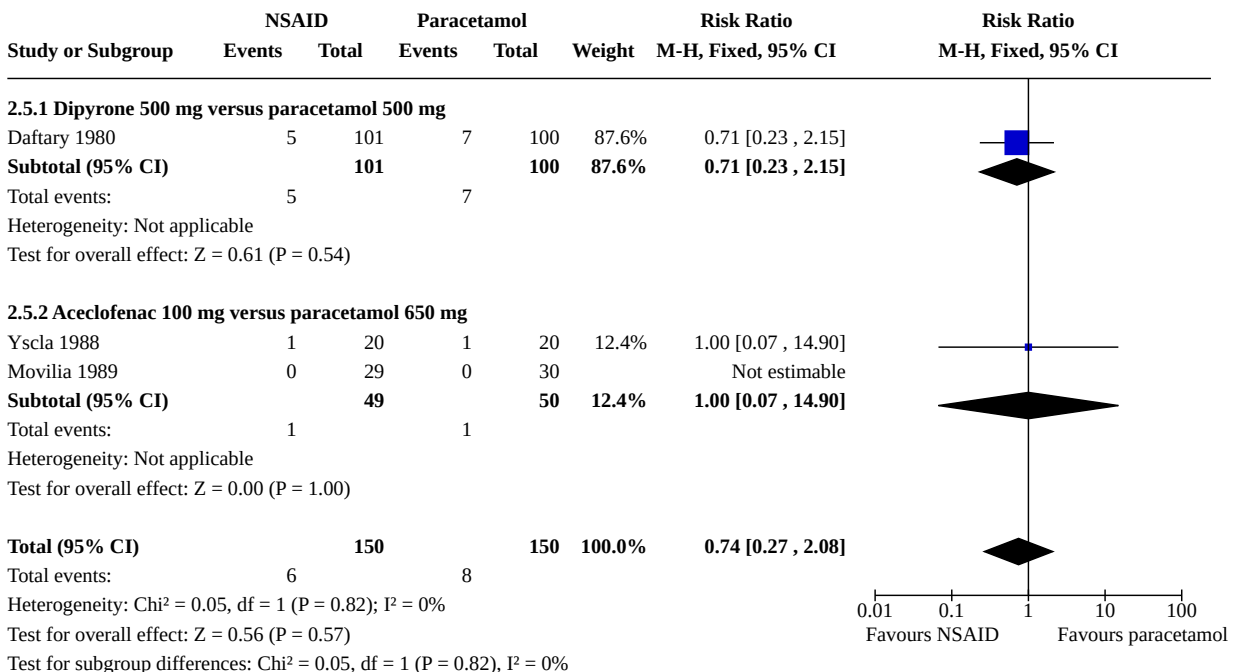 NSAID Paracetamol Risk Ratio Risk Ratio
Study or Subgroup Events Total Events Total Weight M-H, Fixed, 95% CI M-H, Fixed, 95% CI
2.5.1 Dipyrone 500 mg versus paracetamol 500 mg
Daftary 1980 5 101 7 100 87.6% 0.71 [0.23 , 2.15]
Subtotal (95% CI) 101 100 87.6% 0.71 [0.23 , 2.15]
Total events: 5 7
Heterogeneity: Not applicable
Test for overall effect: Z = 0.61 (P = 0.54)
2.5.2 Aceclofenac 100 mg versus paracetamol 650 mg
Yscla 1988 1 20 1 20 12.4% 1.00 [0.07 , 14.90]
Movilia 1989 0 29 0 30 Not estimable
Subtotal (95% CI) 49 50 12.4% 1.00 [0.07 , 14.90]
Total events: 1 1
Heterogeneity: Not applicable
Test for overall effect: Z = 0.00 (P = 1.00)
Total (95% CI) 150 150 100.0% 0.74 [0.27 , 2.08]
Total events: 6 8
Heterogeneity: Chi² = 0.05, df = 1 (P = 0.82); I² = 0% 0.01 0.1 1 10 100
Test for overall effect: Z = 0.56 (P = 0.57) Favours NSAID Favours paracetamol
Test for subgroup differences: Chi² = 0.05, df = 1 (P = 0.82), I² = 0%